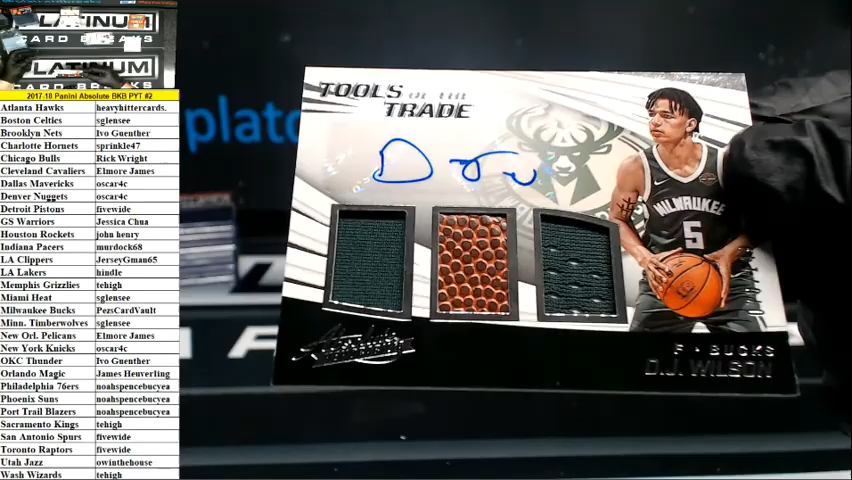 PLATINUM
CARD BREAKS
PLATINUM
CARD BREAKS
2017-18 Panini Absolute BKB PYT #2
Atlanta Hawks heavyhittercards.
Boston Celtics sglensee
Brooklyn Nets Ivo Guenther
Charlotte Hornets sprinkle47
Chicago Bulls Rick Wright
Cleveland Cavaliers Elmore James
Dallas Mavericks oscar4c
Denver Nuggets oscar4c
Detroit Pistons fivewide
GS Warriors Jessica Chua
Houston Rockets john henry
Indiana Pacers murdock68
LA Clippers JerseyGman65
LA Lakers hindle
Memphis Grizzlies tehigh
Miami Heat sglensee
Milwaukee Bucks PezsCardVault
Minn. Timberwolves sglensee
New Orl. Pelicans Elmore James
New York Knicks oscar4c
OKC Thunder Ivo Guenther
Orlando Magic James Heuverling
Philadelphia 76ers noahspencebucyea
Phoenix Suns noahspencebucyea
Port Trail Blazers noahspencebucyea
Sacramento Kings tehigh
San Antonio Spurs fivewide
Toronto Raptors fivewide
Utah Jazz owinthehouse
Wash Wizards tehigh
plato
TOOLS OF THE
TRADE
MILWAUKEE
5
Absolute
F • BUCKS
D.J. WILSON